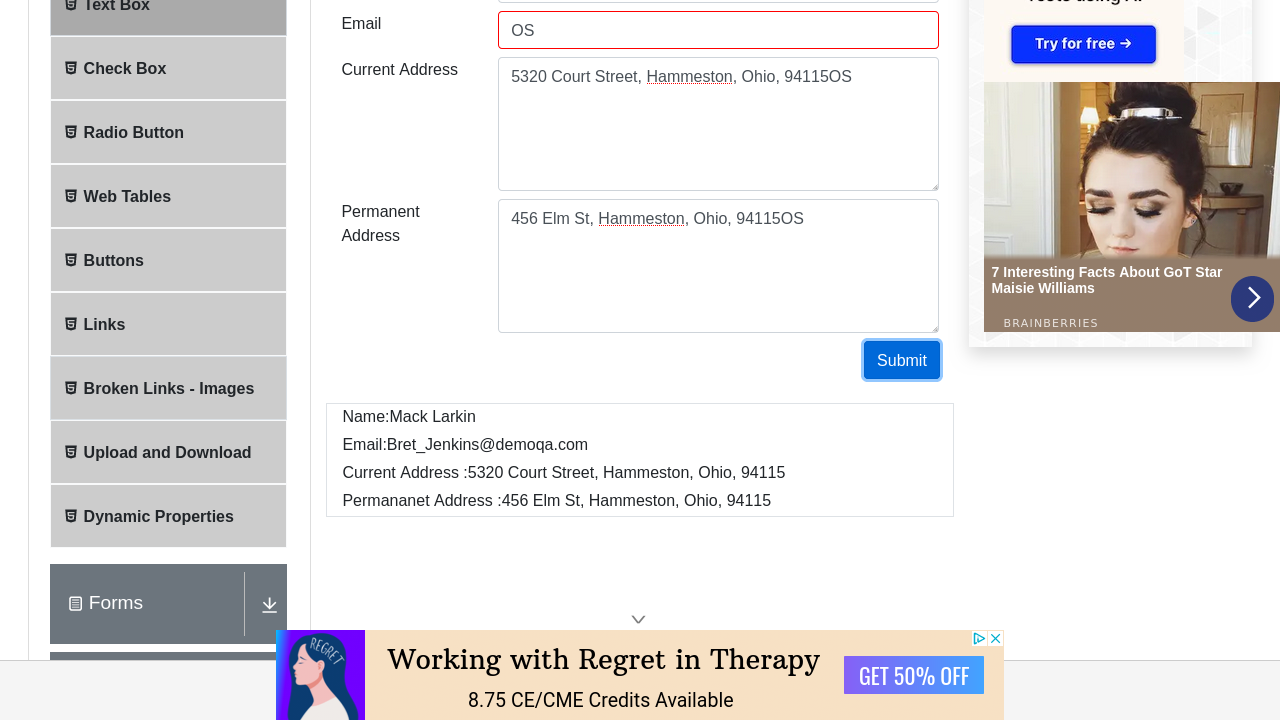 Text Box
Check Box
Radio Button
Web Tables
Buttons
Links
Broken Links - Images
Upload and Download
Dynamic Properties
Forms
Email
OS
Current Address
5320 Court Street, Hammeston, Ohio, 94115OS
Permanent
Address
456 Elm St, Hammeston, Ohio, 94115OS
Submit
Name:Mack Larkin
Email:Bret_Jenkins@demoqa.com
Current Address :5320 Court Street, Hammeston, Ohio, 94115
Permananet Address :456 Elm St, Hammeston, Ohio, 94115
Try for free →
7 Interesting Facts About GoT Star
Maisie Williams
BRAINBERRIES
REGRET
Working with Regret in Therapy
8.75 CE/CME Credits Available
GET 50% OFF